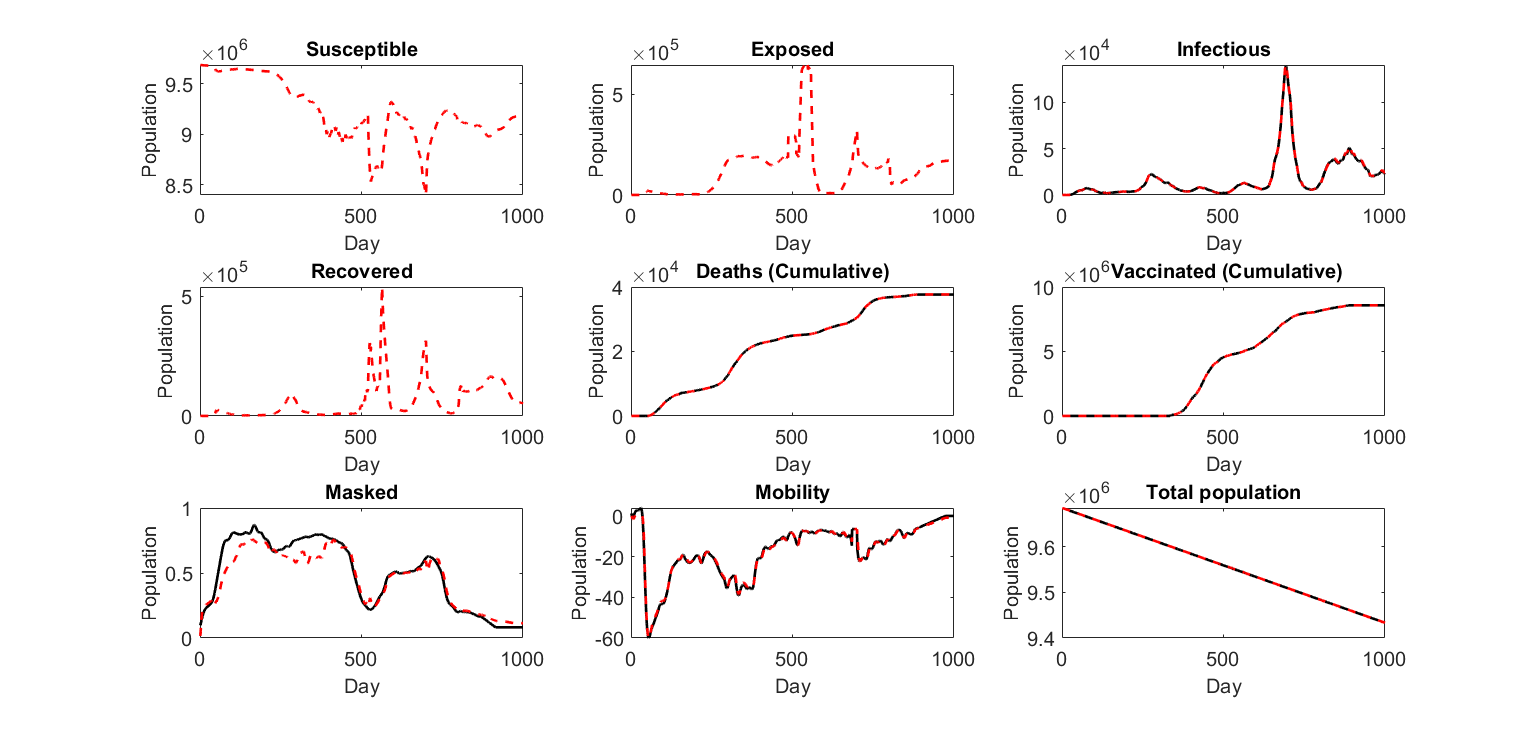 Susceptible
×10^6
Population
9.5
9
8.5
0
500
1000
Day
Exposed
×10^5
Population
5
0
0
500
1000
Day
Infectious
×10^4
Population
10
5
0
0
500
1000
Day
Recovered
×10^5
Population
5
0
0
500
1000
Day
Deaths (Cumulative)
×10^4
Population
4
2
0
0
500
1000
Day
Vaccinated (Cumulative)
×10^6
Population
10
5
0
0
500
1000
Day
Masked
Population
1
0.5
0
0
500
1000
Day
Mobility
Population
0
-20
-40
-60
0
500
1000
Day
Total population
×10^6
Population
9.6
9.5
9.4
0
500
1000
Day